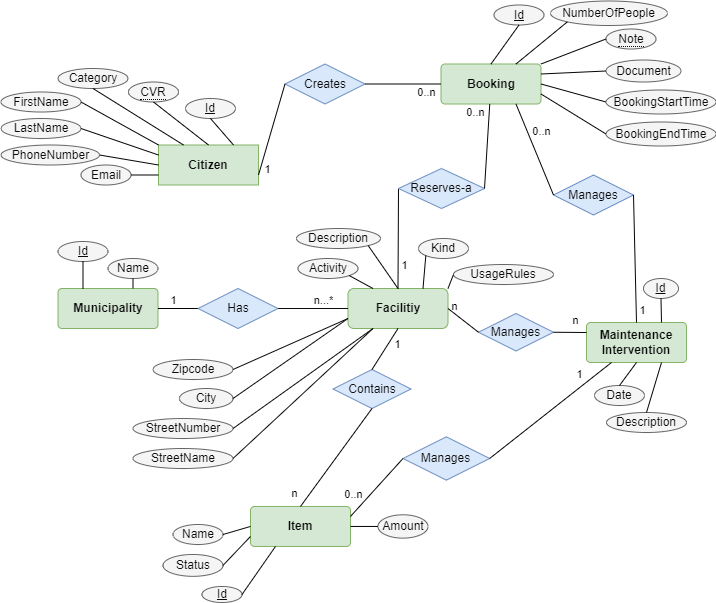 Id
NumberOfPeople
Note
Document
BookingStartTime
BookingEndTime
Booking
Creates
0..n
0..n
0..n
Category
CVR
Id
FirstName
LastName
PhoneNumber
Email
Citizen
1
Reserves-a
Manages
Description
Kind
Activity
1
UsageRules
Id
Name
Municipality
1
Has
n...*
Facilitiy
n
Manages
n
1
Id
Maintenance
Intervention
1
1
Date
Description
Zipcode
City
StreetNumber
StreetName
Contains
Manages
n
0..n
Item
Name
Status
Id
Amount